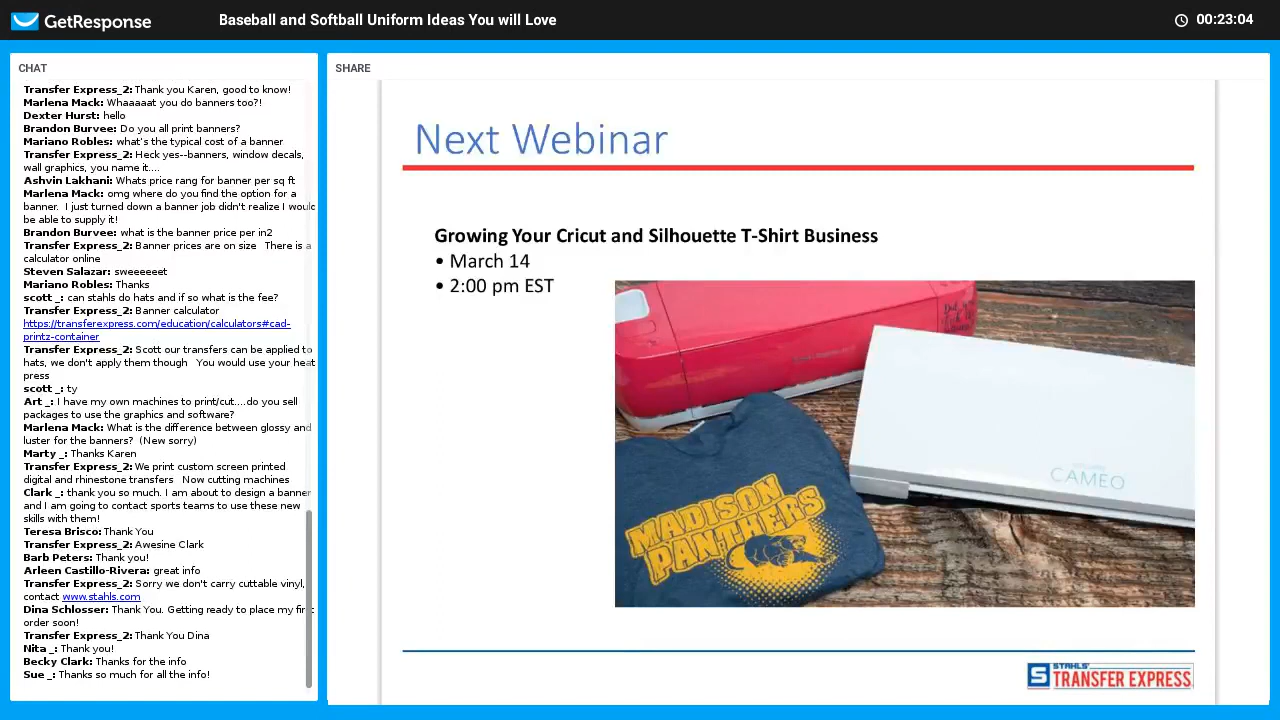 GetResponse
Baseball and Softball Uniform Ideas You will Love
00:23:04
CHAT
Transfer Express_2: Thank you Karen, good to know!
Marlena Mack: Whaaaaat you do banners too?!
Dexter Hurst: hello
Brandon Burvee: Do you all print banners?
Mariano Robles: what's the typical cost of a banner
Transfer Express_2: Heck yes--banners, window decals,
wall graphics, you name it....
Ashvin Lakhani: Whats price rang for banner per sq ft
Marlena Mack: omg where do you find the option for a
banner. I just turned down a banner job didn't realize I would
be able to supply it!
Brandon Burvee: what is the banner price per in2
Transfer Express_2: Banner prices are on size There is a
calculator online
Steven Salazar: sweeeeeet
Mariano Robles: Thanks
scott _: can stahls do hats and if so what is the fee?
Transfer Express_2: Banner calculator
https://transferexpress.com/education/calculators#cad-
printz-container
Transfer Express_2: Scott our transfers can be applied to
hats, we don't apply them though You would use your heat
press
scott _: ty
Art _: I have my own machines to print/cut....do you sell
packages to use the graphics and software?
Marlena Mack: What is the difference between glossy and
luster for the banners? (New sorry)
Marty _: Thanks Karen
Transfer Express_2: We print custom screen printed
digital and rhinestone transfers Now cutting machines
Clark _: thank you so much. I am about to design a banner
and I am going to contact sports teams to use these new
skills with them!
Teresa Brisco: Thank You
Transfer Express_2: Awesine Clark
Barb Peters: Thank you!
Arleen Castillo-Rivera: great info
Transfer Express_2: Sorry we don't carry cuttable vinyl,
contact www.stahls.com
Dina Schlosser: Thank You. Getting ready to place my first
order soon!
Transfer Express_2: Thank You Dina
Nita _: Thank you!
Becky Clark: Thanks for the info
Sue _: Thanks so much for all the info!
SHARE
Next Webinar
Growing Your Cricut and Silhouette T-Shirt Business
• March 14
• 2:00 pm EST
CAMEO
MADISON
PANTHERS
S STAHLS'
TRANSFER EXPRESS